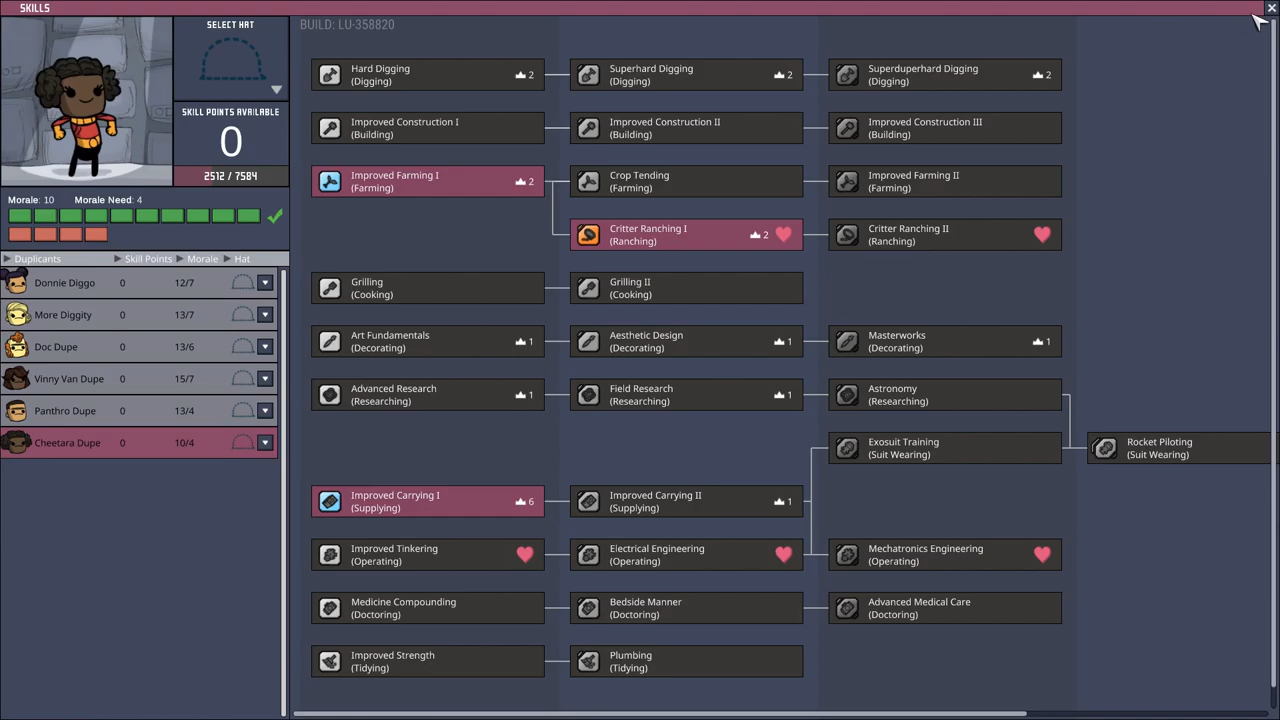 SKILLS
BUILD: LU-358820
SELECT HAT
SKILL POINTS AVAILABLE
0
2512 / 7584
Morale: 10 Morale Need: 4
Duplicants Skill Points Morale Hat
Donnie Diggo 0 12/7
More Diggity 0 13/7
Doc Dupe 0 13/6
Vinny Van Dupe 0 15/7
Panthro Dupe 0 13/4
Cheetara Dupe 0 10/4
Hard Digging
(Digging)
2
Superhard Digging
(Digging)
2
Superduperhard Digging
(Digging)
2
Improved Construction I
(Building)
Improved Construction II
(Building)
Improved Construction III
(Building)
Improved Farming I
(Farming)
2
Crop Tending
(Farming)
Improved Farming II
(Farming)
Critter Ranching I
(Ranching)
2
Critter Ranching II
(Ranching)
Grilling
(Cooking)
Grilling II
(Cooking)
Art Fundamentals
(Decorating)
1
Aesthetic Design
(Decorating)
1
Masterworks
(Decorating)
1
Advanced Research
(Researching)
1
Field Research
(Researching)
1
Astronomy
(Researching)
Exosuit Training
(Suit Wearing)
Rocket Piloting
(Suit Wearing)
Improved Carrying I
(Supplying)
6
Improved Carrying II
(Supplying)
1
Improved Tinkering
(Operating)
Electrical Engineering
(Operating)
Mechatronics Engineering
(Operating)
Medicine Compounding
(Doctoring)
Bedside Manner
(Doctoring)
Advanced Medical Care
(Doctoring)
Improved Strength
(Tidying)
Plumbing
(Tidying)